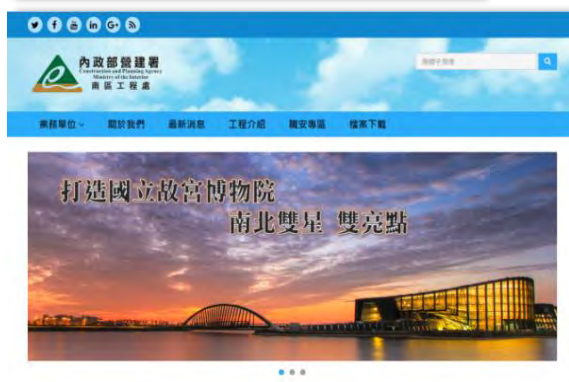 內政部營建署
Construction and Planning Agency
Ministry of the Interior
南區工程處
業務單位
關於我們
最新消息
工程介紹
職安專區
檔案下載
打造國立故宮博物院
南北雙星 雙亮點